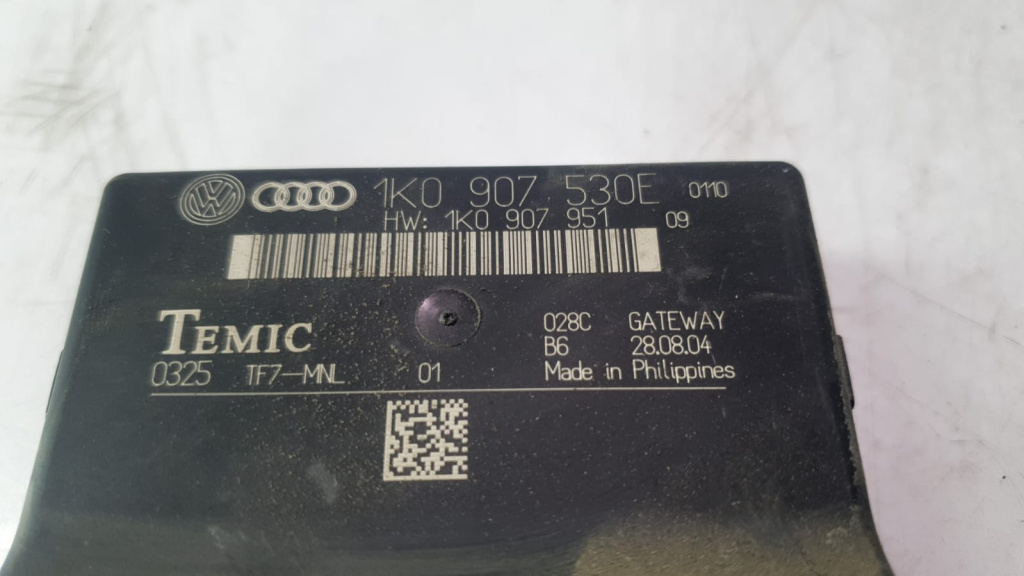 1K0 907 530E 0110
HW: 1K0 907 951 09
TEMIC
028C GATEWAY
B6 28.08.04
0325 TF7-MNL 01 Made in Philippines